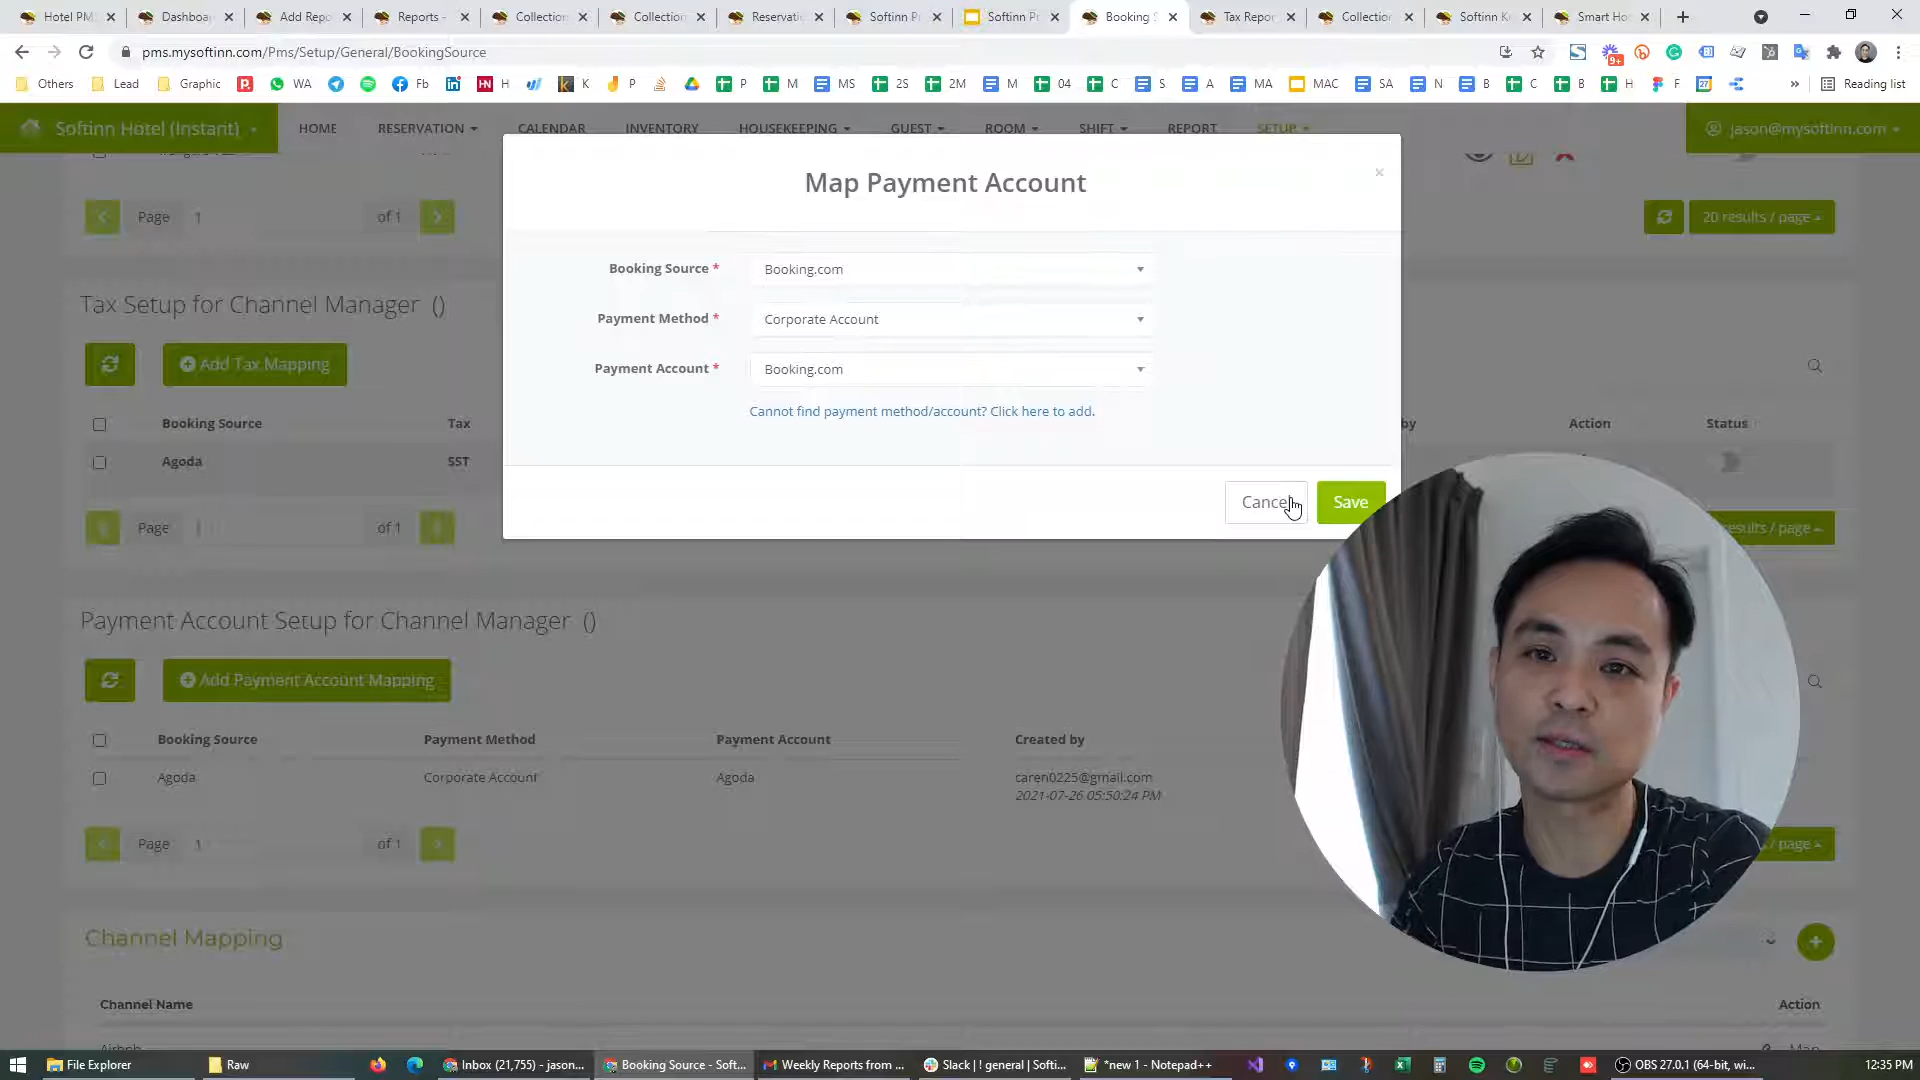 Hotel PM
Dashboa
Add Repo
Reports -
Collection
Collection
Reservati
Softinn P
Softinn P
Booking S
Tax Repo
Collection
Softinn K
Smart Ho
pms.mysoftinn.com/Pms/Setup/General/BookingSource
9+
Others
Lead
Graphic
WA
Fb
H
K
P
P
M
MS
2S
2M
M
04
C
S
A
MA
MAC
SA
N
B
C
B
H
F
27
»
Reading list
Softinn Hotel (Instant)
HOME
RESERVATION
CALENDAR
INVENTORY
HOUSEKEEPING
GUEST
ROOM
SHIFT
REPORT
SETUP
jason@mysoftinn.com
Map Payment Account
×
Page 1 of 1
20 results / page
Booking Source *
Booking.com
Payment Method *
Corporate Account
Payment Account *
Booking.com
Cannot find payment method/account? Click here to add.
Cancel
Save
Tax Setup for Channel Manager ()
Add Tax Mapping
Booking Source
Tax
by
Action
Status
Agoda
SST
Page
of 1
results / page
Payment Account Setup for Channel Manager ()
Add Payment Account Mapping
Booking Source
Payment Method
Payment Account
Created by
Agoda
Corporate Account
Agoda
caren0225@gmail.com
2021-07-26 05:50:24 PM
Page 1 of 1
/ page
Channel Mapping
Channel Name
Action
Airbnb
Map
File Explorer
Raw
Inbox (21,755) - jason...
Booking Source - Soft...
Weekly Reports from ...
Slack | ! general | Softi...
*new 1 - Notepad++
OBS 27.0.1 (64-bit, wi...
12:35 PM